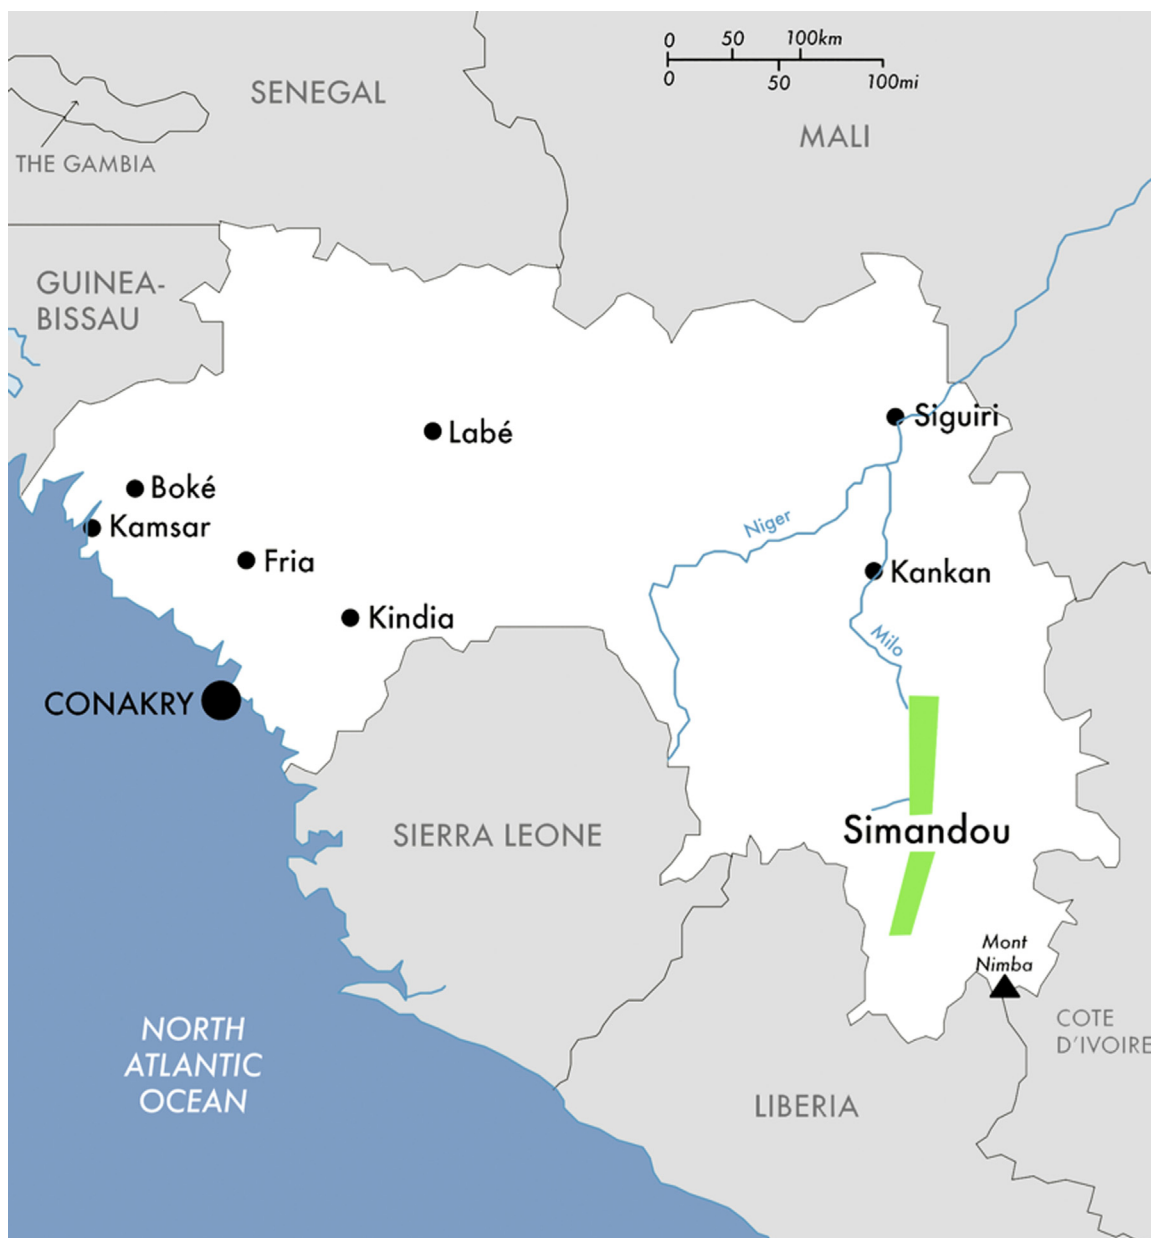 0 50 100km
0 50 100mi
SENEGAL
MALI
THE GAMBIA
GUINEA-
BISSAU
Siguiri
Labé
Boké
Kamsar
Niger
Fria
Kankan
Kindia
Milo
CONAKRY
Simandou
SIERRA LEONE
Mont
Nimba
NORTH
ATLANTIC
OCEAN
COTE
D'IVOIRE
LIBERIA